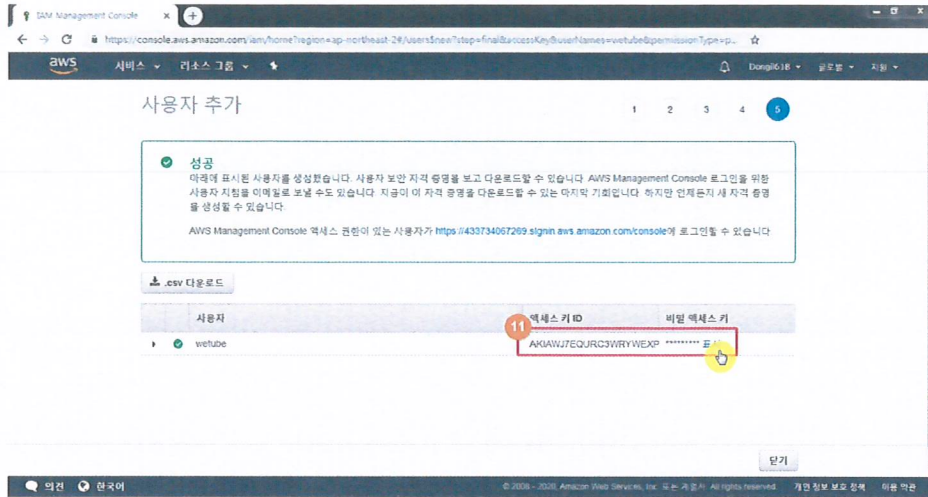 IAM Management Console
https://console.aws.amazon.com/iam/home?region=ap-northeast-2#/users$new?step=final&accessKey&userNames=wetube&permissionType=p...
aws 서비스 리소스 그룹 Dongil618 글로벌 지원
사용자 추가 1 2 3 4 5
성공
아래에 표시된 사용자를 생성했습니다. 사용자 보안 자격 증명을 보고 다운로드할 수 있습니다. AWS Management Console 로그인을 위한
사용자 지침을 이메일로 보낼 수도 있습니다. 지금이 이 자격 증명을 다운로드할 수 있는 마지막 기회입니다. 하지만 언제든지 새 자격 증명
을 생성할 수 있습니다.
AWS Management Console 액세스 권한이 있는 사용자가 https://433734067269.signin.aws.amazon.com/console에 로그인할 수 있습니다
.csv 다운로드
사용자 액세스 키 ID 비밀 액세스 키
11
wetube AKIAWJ7EQURC3WRYWEXP ********* 표시
닫기
의견 한국어 © 2008 - 2020, Amazon Web Services, Inc. 또는 계열사. All rights reserved. 개인 정보 보호 정책 이용 약관